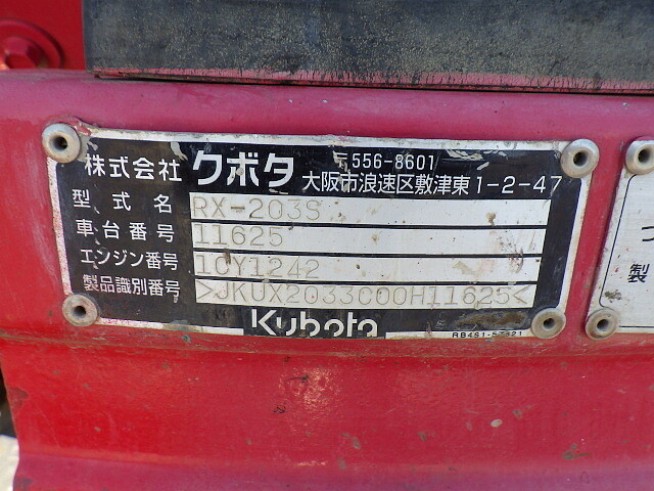 株式会社 クボタ 〒556-8601
大阪市浪速区敷津東1-2-47
型式名 RX-203S
車台番号 11625
エンジン番号 1CY1242
製品識別番号 >JKUX2033C00H11625<
Kubota
つ
製